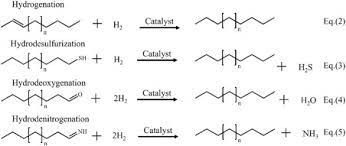 Hydrogenation
n + H₂ Catalyst n Eq.(2)
Hydrodesulfurization
n SH + H₂ Catalyst n + H₂S Eq.(3)
Hydrodeoxygenation
n O + 2H₂ Catalyst n + H₂O Eq.(4)
Hydrodenitrogenation
n NH + 2H₂ Catalyst n + NH₃ Eq.(5)